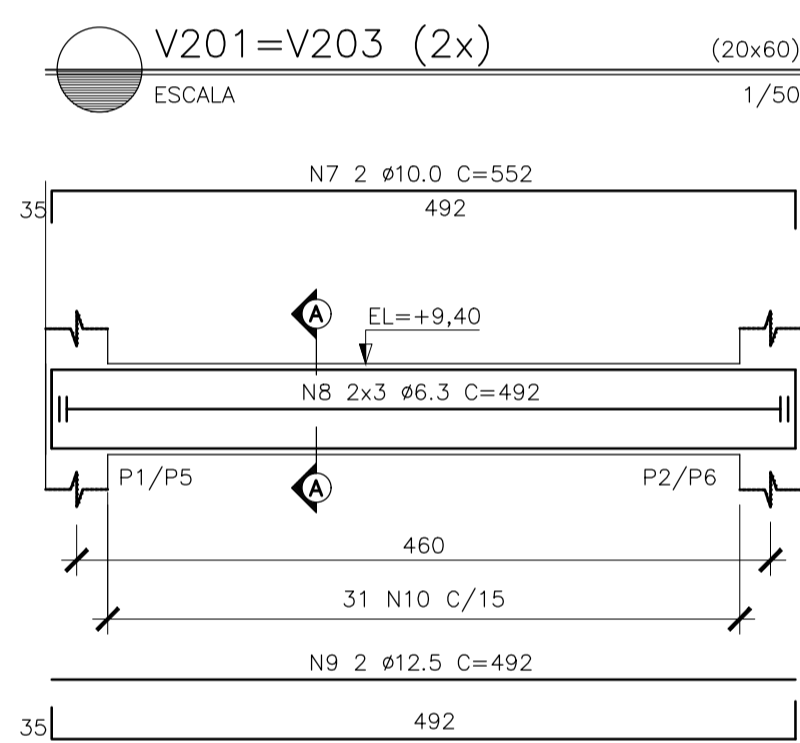 V201=V203 (2x) (20x60)
ESCALA 1/50
N7 2 ø10.0 C=552
35 492
A EL=+9,40
N8 2x3 ø6.3 C=492
P1/P5 A P2/P6
460
31 N10 C/15
N9 2 ø12.5 C=492
35 492